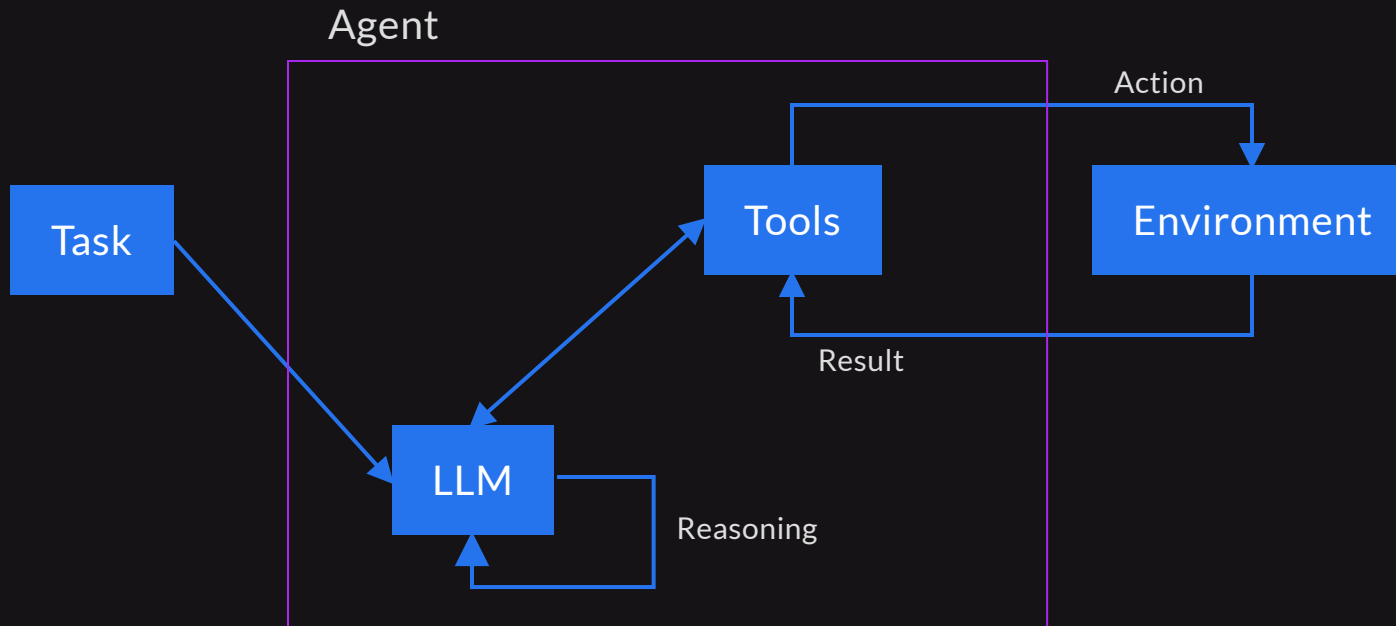 Agent
Action
Task
Tools
Environment
Result
LLM
Reasoning